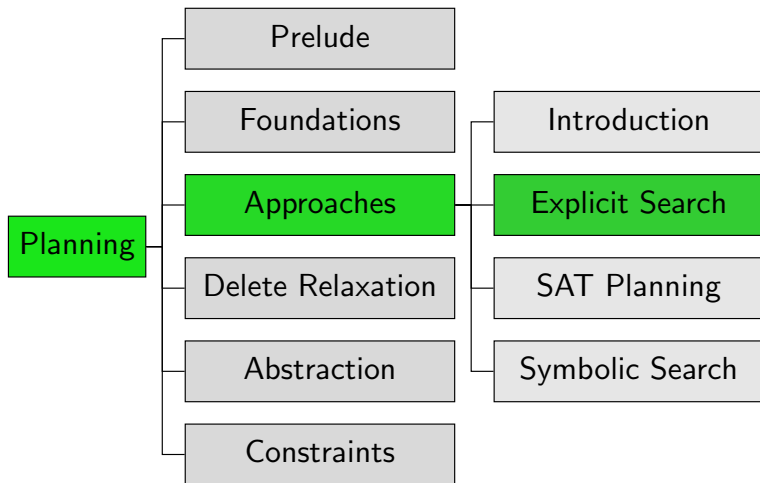 Planning
Prelude
Foundations
Approaches
Delete Relaxation
Abstraction
Constraints
Introduction
Explicit Search
SAT Planning
Symbolic Search